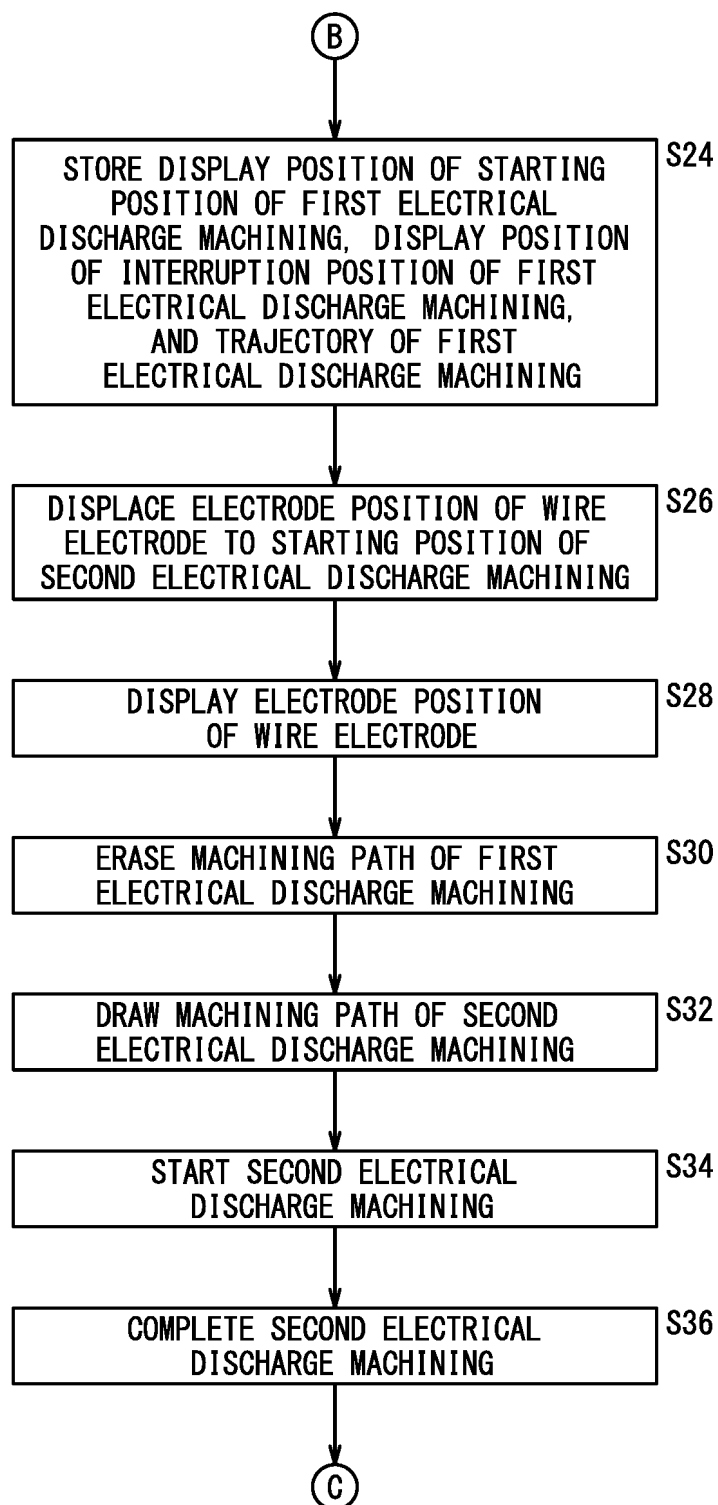 B
S24
STORE DISPLAY POSITION OF STARTING
POSITION OF FIRST ELECTRICAL
DISCHARGE MACHINING, DISPLAY POSITION
OF INTERRUPTION POSITION OF FIRST
ELECTRICAL DISCHARGE MACHINING,
AND TRAJECTORY OF FIRST
ELECTRICAL DISCHARGE MACHINING
S26
DISPLACE ELECTRODE POSITION OF WIRE
ELECTRODE TO STARTING POSITION OF
SECOND ELECTRICAL DISCHARGE MACHINING
S28
DISPLAY ELECTRODE POSITION
OF WIRE ELECTRODE
S30
ERASE MACHINING PATH OF FIRST
ELECTRICAL DISCHARGE MACHINING
S32
DRAW MACHINING PATH OF SECOND
ELECTRICAL DISCHARGE MACHINING
S34
START SECOND ELECTRICAL
DISCHARGE MACHINING
S36
COMPLETE SECOND ELECTRICAL
DISCHARGE MACHINING
C